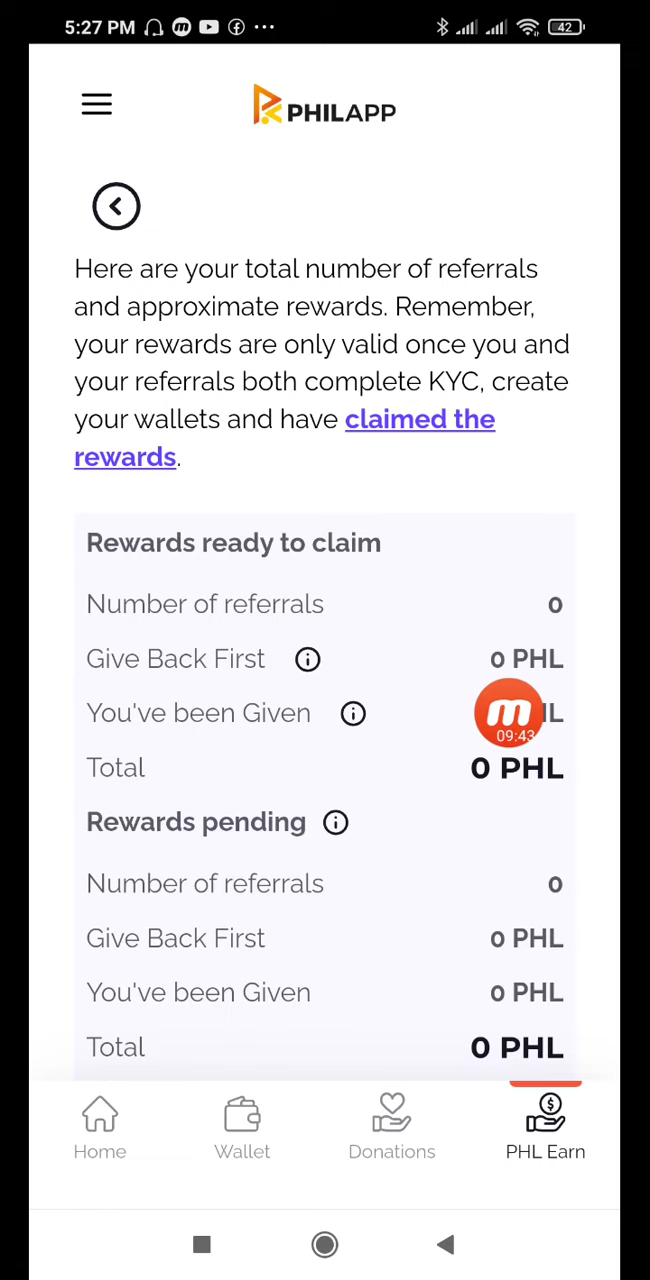 5:27 PM
42
PHILAPP
Here are your total number of referrals
and approximate rewards. Remember,
your rewards are only valid once you and
your referrals both complete KYC, create
your wallets and have claimed the
rewards.
Rewards ready to claim
Number of referrals 0
Give Back First 0 PHL
You've been Given IL
09:43
Total 0 PHL
Rewards pending
Number of referrals 0
Give Back First 0 PHL
You've been Given 0 PHL
Total 0 PHL
Home Wallet Donations PHL Earn